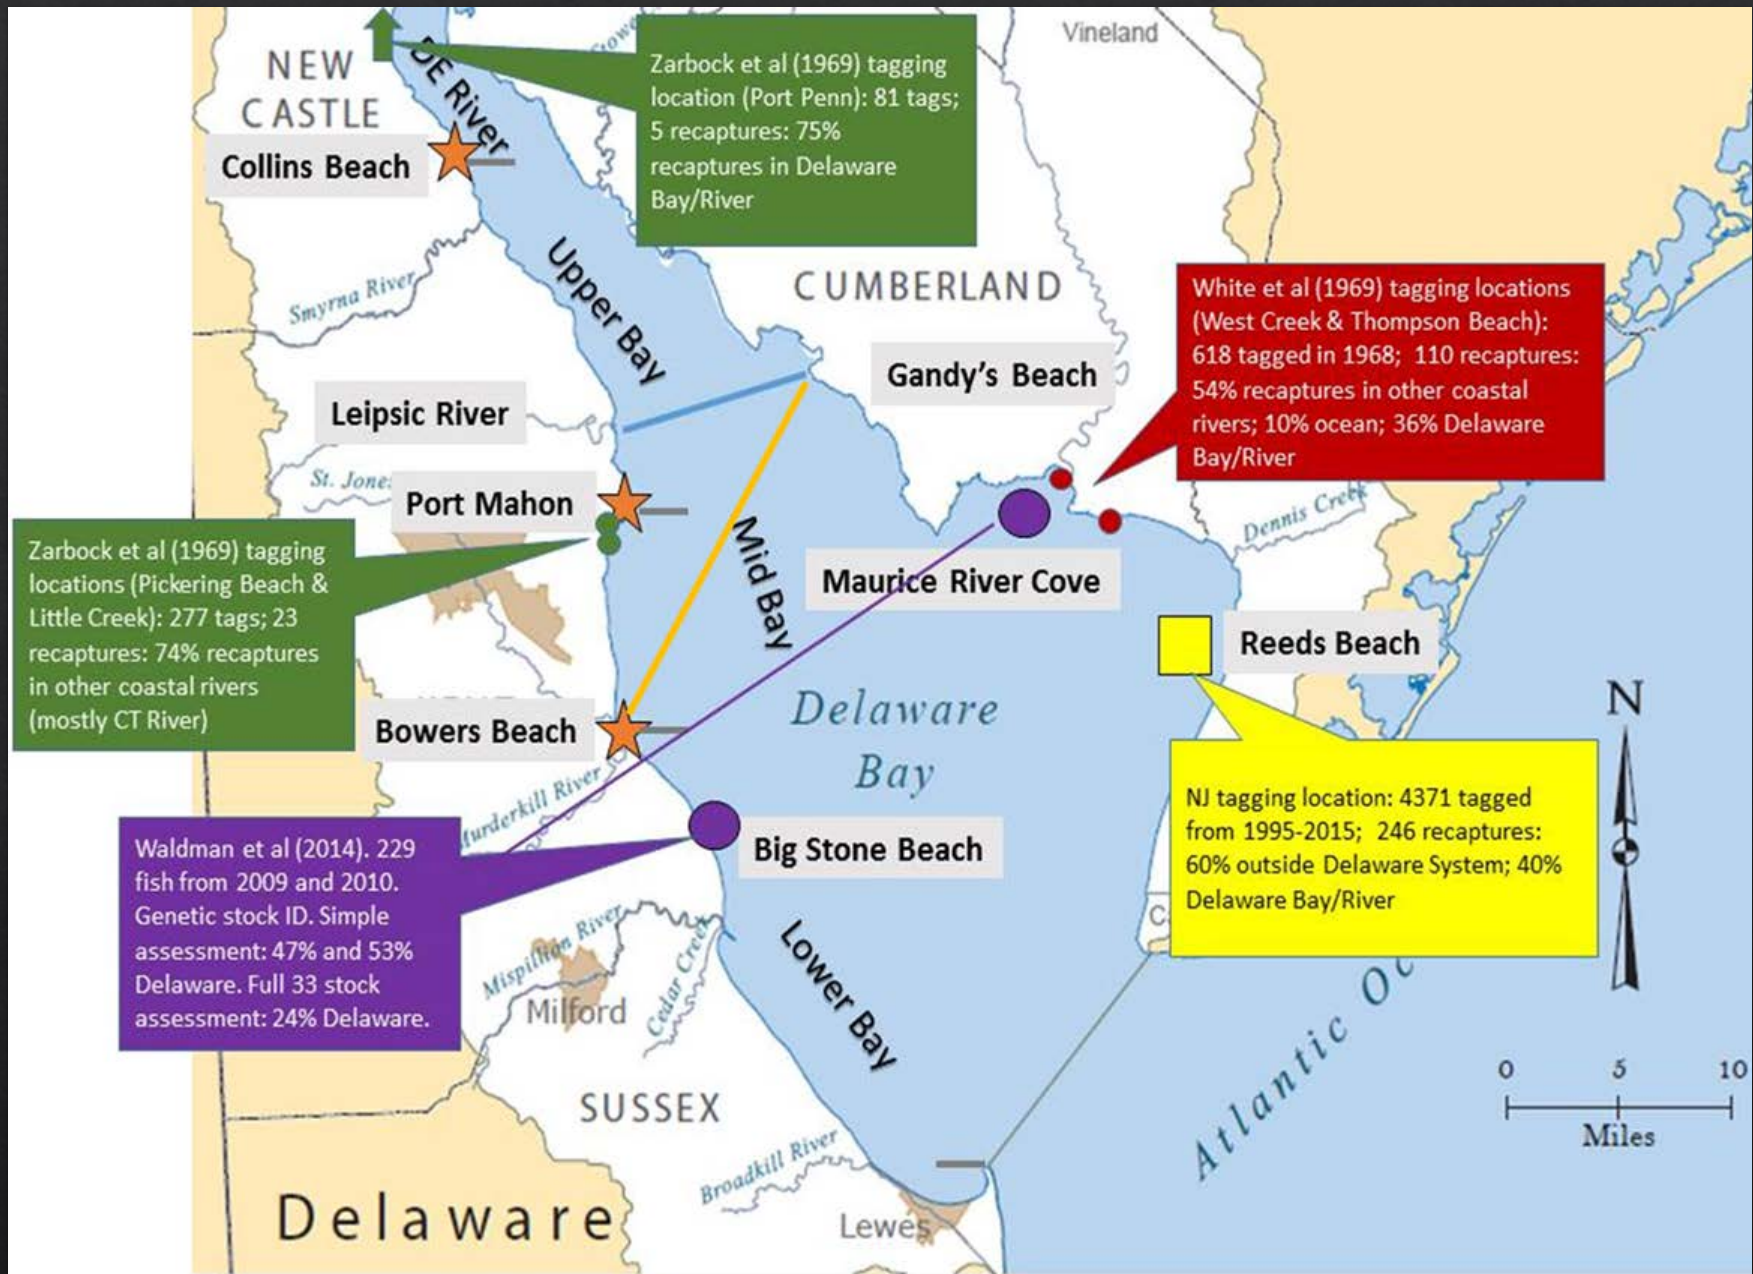 NEW
CASTLE
DE River
Vineland
Zarbock et al (1969) tagging
location (Port Penn): 81 tags;
5 recaptures: 75%
recaptures in Delaware
Bay/River
Collins Beach
Upper Bay
Smyrna River
CUMBERLAND
White et al (1969) tagging locations
(West Creek & Thompson Beach):
618 tagged in 1968; 110 recaptures:
54% recaptures in other coastal
rivers; 10% ocean; 36% Delaware
Bay/River
Gandy's Beach
Leipsic River
St. Jones
Port Mahon
Dennis Creek
Mid Bay
Maurice River Cove
Zarbock et al (1969) tagging
locations (Pickering Beach &
Little Creek): 277 tags; 23
recaptures: 74% recaptures
in other coastal rivers
(mostly CT River)
Reeds Beach
Bowers Beach
Delaware
Bay
N
Murderkill River
NJ tagging location: 4371 tagged
from 1995-2015; 246 recaptures:
60% outside Delaware System; 40%
Delaware Bay/River
Big Stone Beach
Waldman et al (2014). 229
fish from 2009 and 2010.
Genetic stock ID. Simple
assessment: 47% and 53%
Delaware. Full 33 stock
assessment: 24% Delaware.
Mispillion River
Cedar Creek
Milford
Lower Bay
Atlantic Oc
0 5 10
Miles
SUSSEX
Broadkill River
Delaware
Lewes